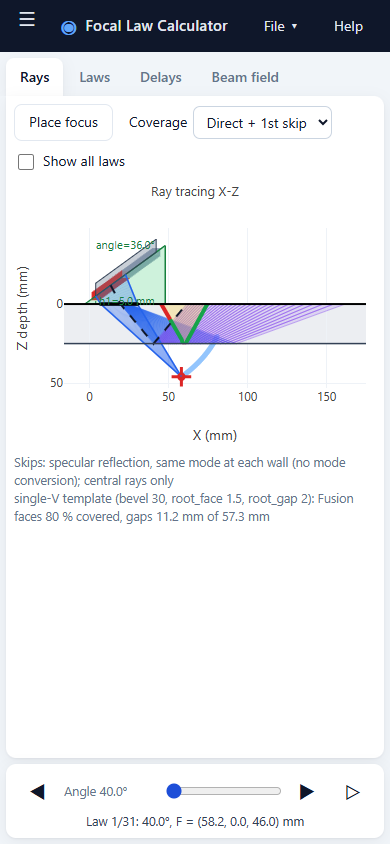 Focal Law Calculator
File
Help
Rays
Laws
Delays
Beam field
Place focus
Coverage
Direct + 1st skip
Show all laws
Ray tracing X-Z
angle=36.0°
Z depth (mm)
0
50
0
50
100
150
X (mm)
Skips: specular reflection, same mode at each wall (no mode
conversion); central rays only
single-V template (bevel 30, root_face 1.5, root_gap 2): Fusion
faces 80 % covered, gaps 11.2 mm of 57.3 mm
Angle 40.0°
Law 1/31: 40.0°, F = (58.2, 0.0, 46.0) mm